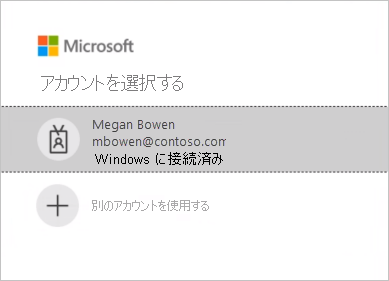 Microsoft
アカウントを選択する
Megan Bowen
mbowen@contoso.com
Windows に接続済み
別のアカウントを使用する